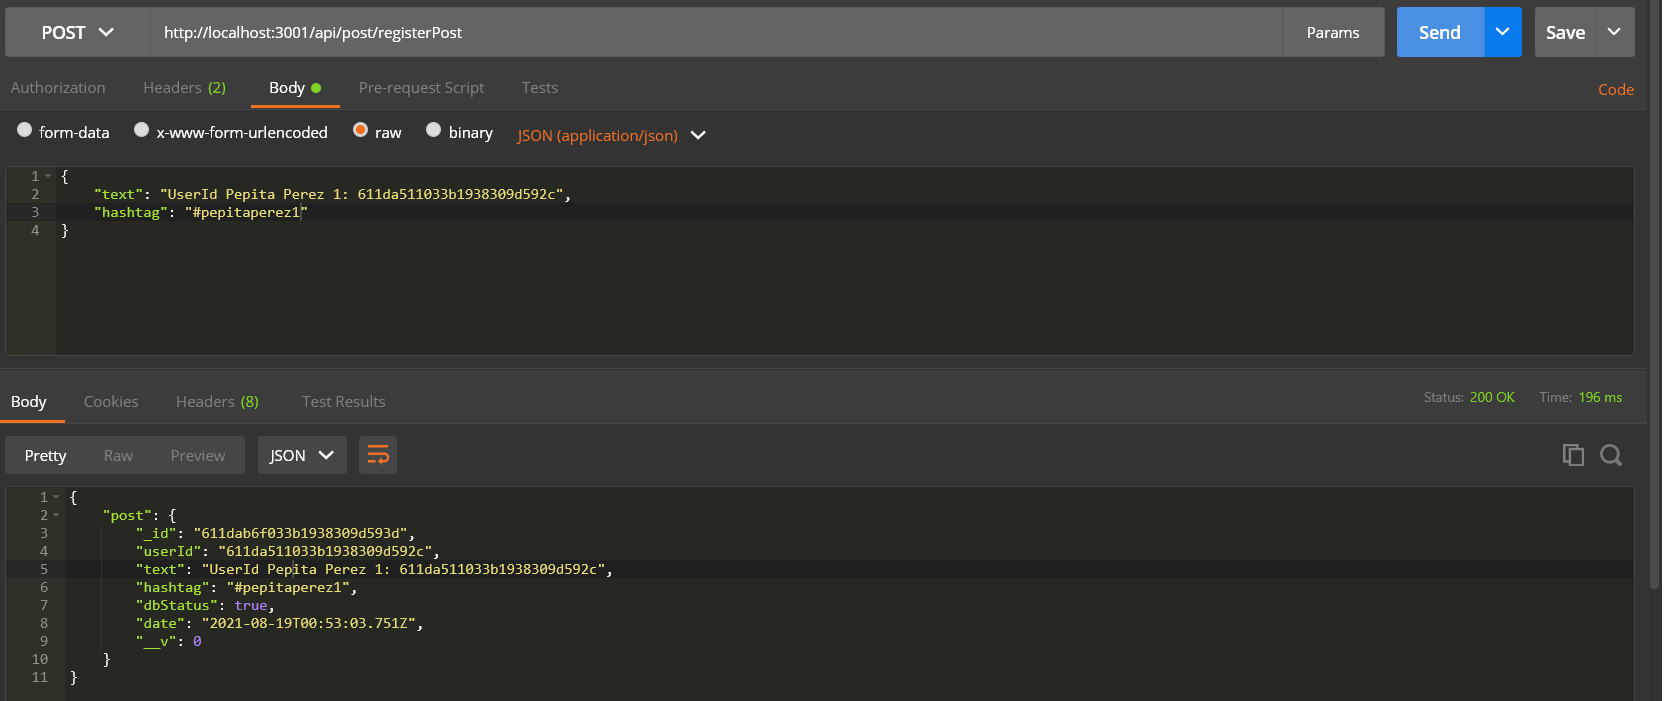 POST http://localhost:3001/api/post/registerPost Params Send Save
Authorization Headers (2) Body Pre-request Script Tests Code
form-data x-www-form-urlencoded raw binary JSON (application/json)
1 {
2 "text": "UserId Pepita Perez 1: 611da511033b1938309d592c",
3 "hashtag": "#pepitaperez1"
4 }
Body Cookies Headers (8) Test Results Status: 200 OK Time: 196 ms
Pretty Raw Preview JSON
1 {
2 "post": {
3 "_id": "611dab6f033b1938309d593d",
4 "userId": "611da511033b1938309d592c",
5 "text": "UserId Pepita Perez 1: 611da511033b1938309d592c",
6 "hashtag": "#pepitaperez1",
7 "dbStatus": true,
8 "date": "2021-08-19T00:53:03.751Z",
9 "__v": 0
10 }
11 }